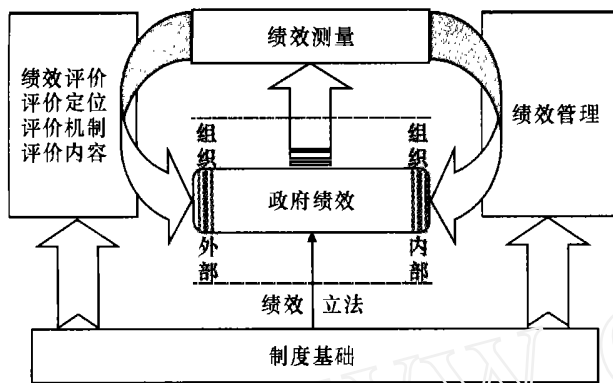 绩效测量
绩效评价
评价定位
评价机制
评价内容
绩效管理
组织
组织
政府绩效
外部
内部
绩效 立法
制度基础